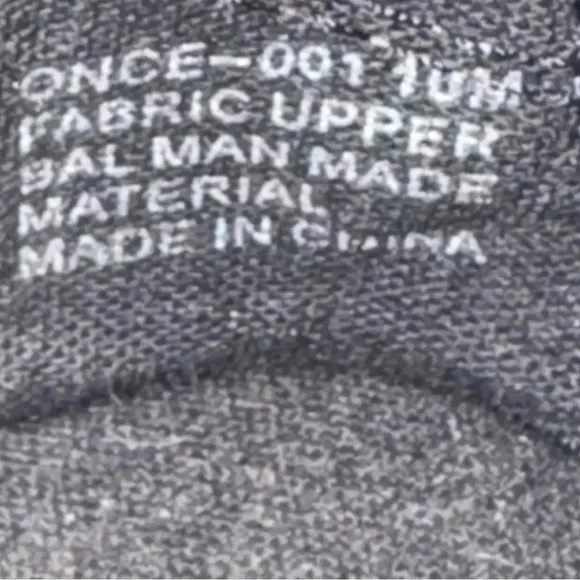 ONCE-001 10M
FABRIC UPPER
BAL MAN MADE
MATERIAL
MADE IN CHINA